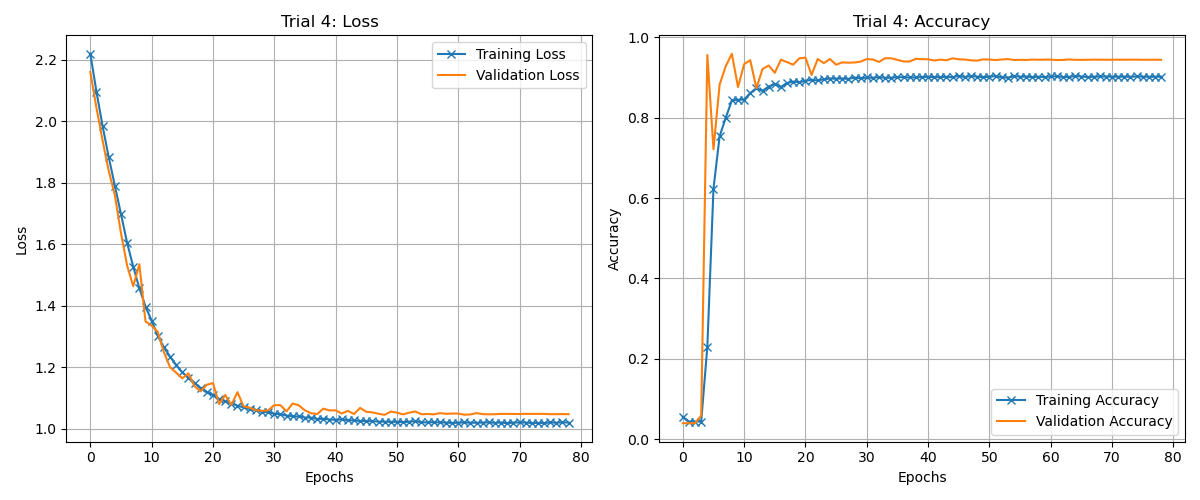 Trial 4: Loss
Training Loss
Validation Loss
2.2
2.0
1.8
1.6
1.4
1.2
1.0
Loss
0 10 20 30 40 50 60 70 80
Epochs
Trial 4: Accuracy
1.0
0.8
0.6
0.4
0.2
0.0
Accuracy
Training Accuracy
Validation Accuracy
0 10 20 30 40 50 60 70 80
Epochs